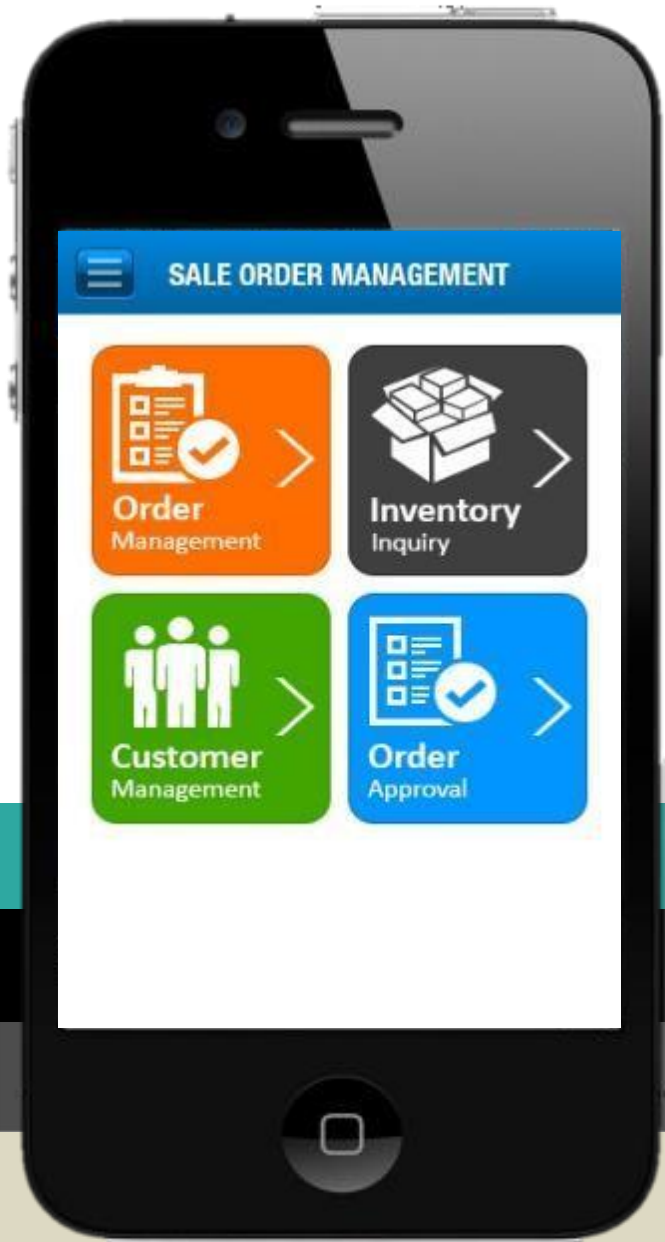 SALE ORDER MANAGEMENT
Order
Management
Inventory
Inquiry
Customer
Management
Order
Approval